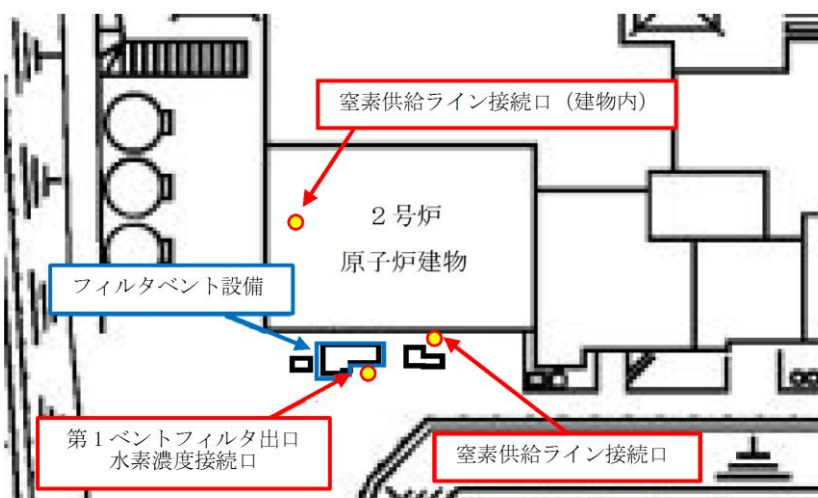 窒素供給ライン接続口（建物内）
２号炉
原子炉建物
フィルタベント設備
第１ベントフィルタ出口
水素濃度接続口
窒素供給ライン接続口